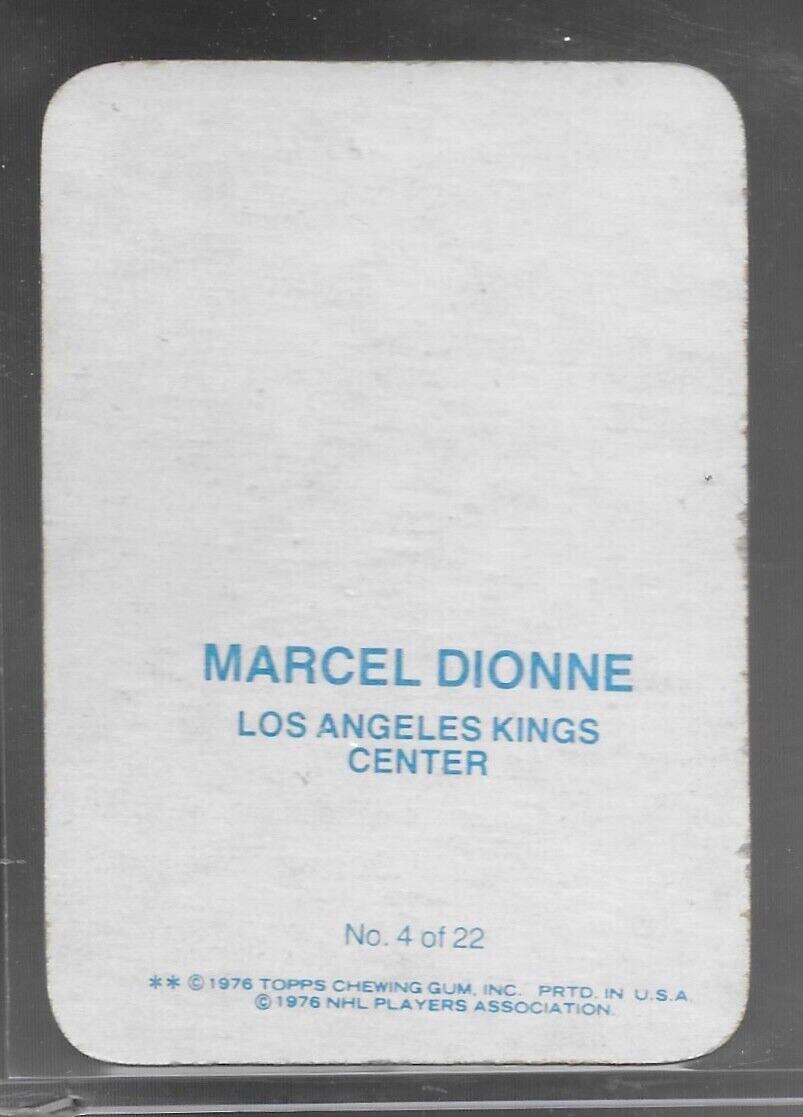 MARCEL DIONNE
LOS ANGELES KINGS
CENTER
No. 4 of 22
** ©1976 TOPPS CHEWING GUM, INC. PRTD. IN U.S.A.
©1976 NHL PLAYERS ASSOCIATION.